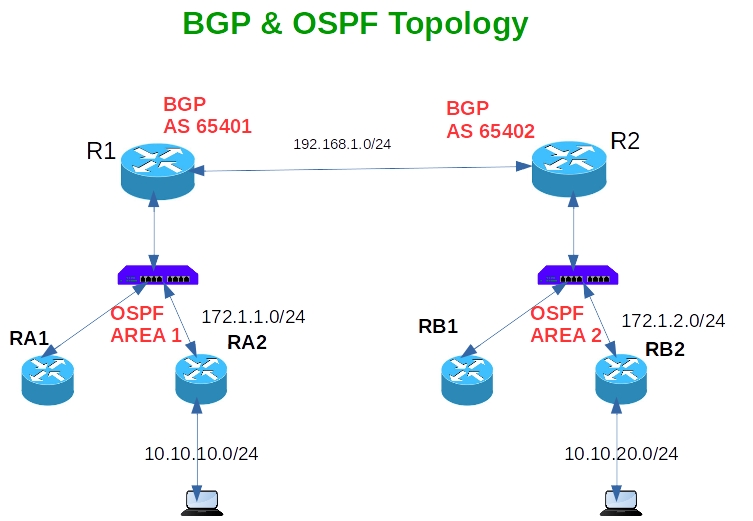 BGP & OSPF Topology
BGP
AS 65401
BGP
AS 65402
R1
192.168.1.0/24
R2
OSPF
AREA 1
172.1.1.0/24
RA1
RA2
OSPF
AREA 2
172.1.2.0/24
RB1
RB2
10.10.10.0/24
10.10.20.0/24